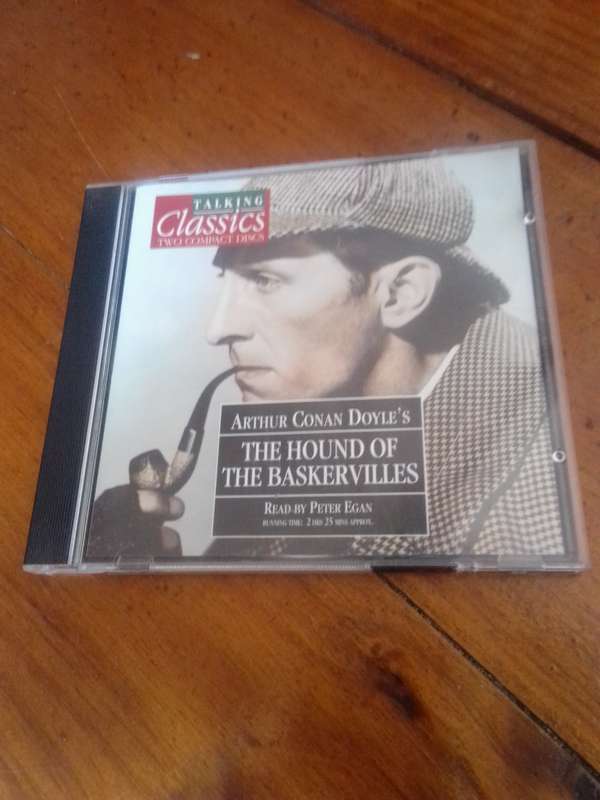 TALKING
Classics
TWO COMPACT DISCS
ARTHUR CONAN DOYLE'S
THE HOUND OF
THE BASKERVILLES
READ BY PETER EGAN
RUNNING TIME: 2 HRS 25 MINS APPROX.